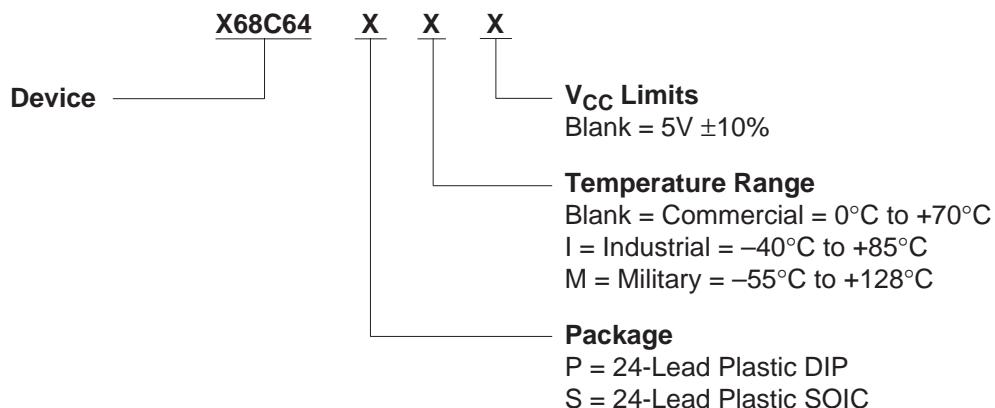 X68C64 X X X
Device
VCC Limits
Blank = 5V ±10%
Temperature Range
Blank = Commercial = 0°C to +70°C
I = Industrial = –40°C to +85°C
M = Military = –55°C to +128°C
Package
P = 24-Lead Plastic DIP
S = 24-Lead Plastic SOIC